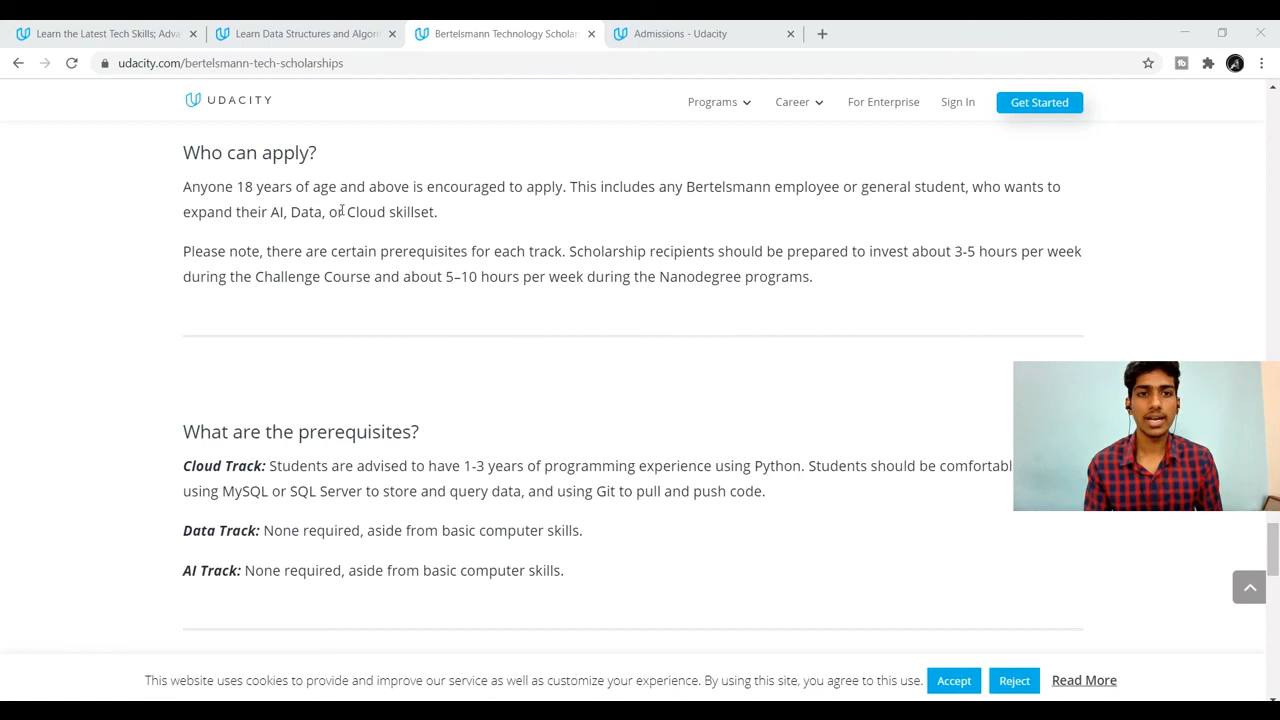 Learn the Latest Tech Skills; Adva
Learn Data Structures and Algori
Bertelsmann Technology Scholar
Admissions - Udacity
udacity.com/bertelsmann-tech-scholarships
UDACITY
Programs
Career
For Enterprise
Sign In
Get Started
Who can apply?
Anyone 18 years of age and above is encouraged to apply. This includes any Bertelsmann employee or general student, who wants to
expand their AI, Data, or Cloud skillset.
Please note, there are certain prerequisites for each track. Scholarship recipients should be prepared to invest about 3-5 hours per week
during the Challenge Course and about 5–10 hours per week during the Nanodegree programs.
What are the prerequisites?
Cloud Track: Students are advised to have 1-3 years of programming experience using Python. Students should be comfortabl
using MySQL or SQL Server to store and query data, and using Git to pull and push code.
Data Track: None required, aside from basic computer skills.
AI Track: None required, aside from basic computer skills.
This website uses cookies to provide and improve our service as well as customize your experience. By using this site, you agree to this use.
Accept
Reject
Read More